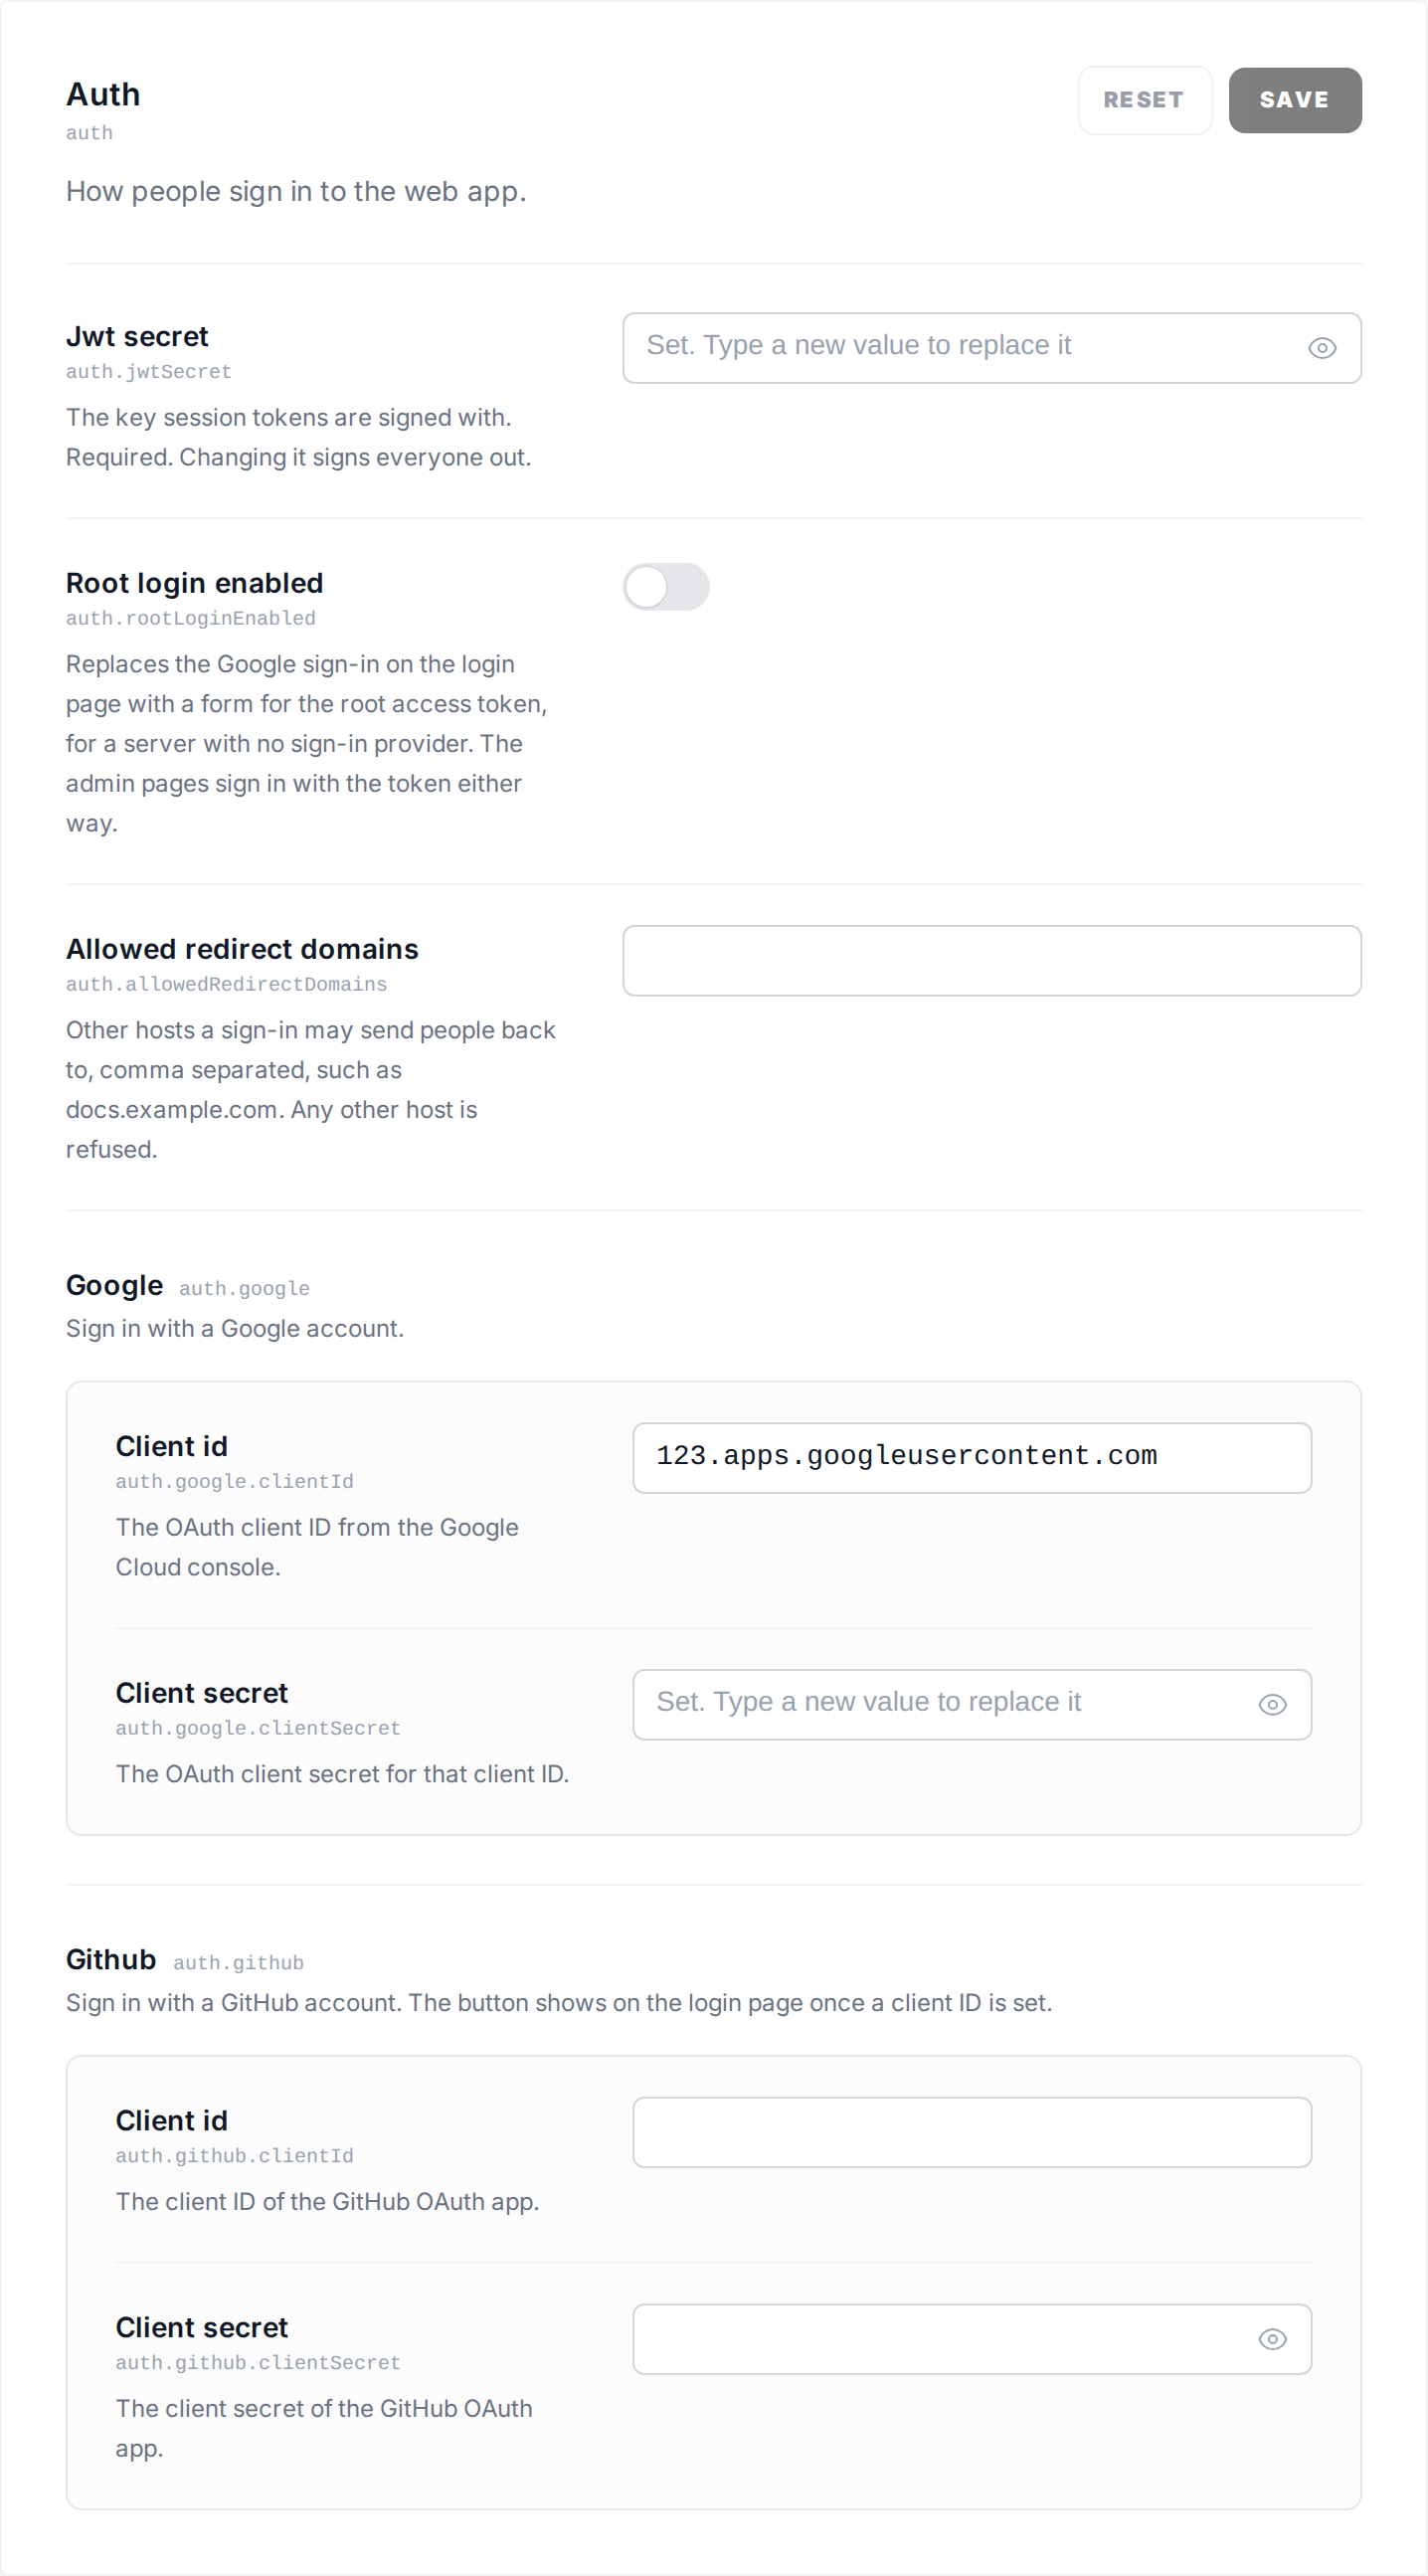 Auth
RESET
SAVE
auth
How people sign in to the web app.
Jwt secret
Set. Type a new value to replace it
auth.jwtSecret
The key session tokens are signed with.
Required. Changing it signs everyone out.
Root login enabled
auth.rootLoginEnabled
Replaces the Google sign-in on the login
page with a form for the root access token,
for a server with no sign-in provider. The
admin pages sign in with the token either
way.
Allowed redirect domains
auth.allowedRedirectDomains
Other hosts a sign-in may send people back
to, comma separated, such as
docs.example.com. Any other host is
refused.
Google auth.google
Sign in with a Google account.
Client id
123.apps.googleusercontent.com
auth.google.clientId
The OAuth client ID from the Google
Cloud console.
Client secret
Set. Type a new value to replace it
auth.google.clientSecret
The OAuth client secret for that client ID.
Github auth.github
Sign in with a GitHub account. The button shows on the login page once a client ID is set.
Client id
auth.github.clientId
The client ID of the GitHub OAuth app.
Client secret
auth.github.clientSecret
The client secret of the GitHub OAuth
app.